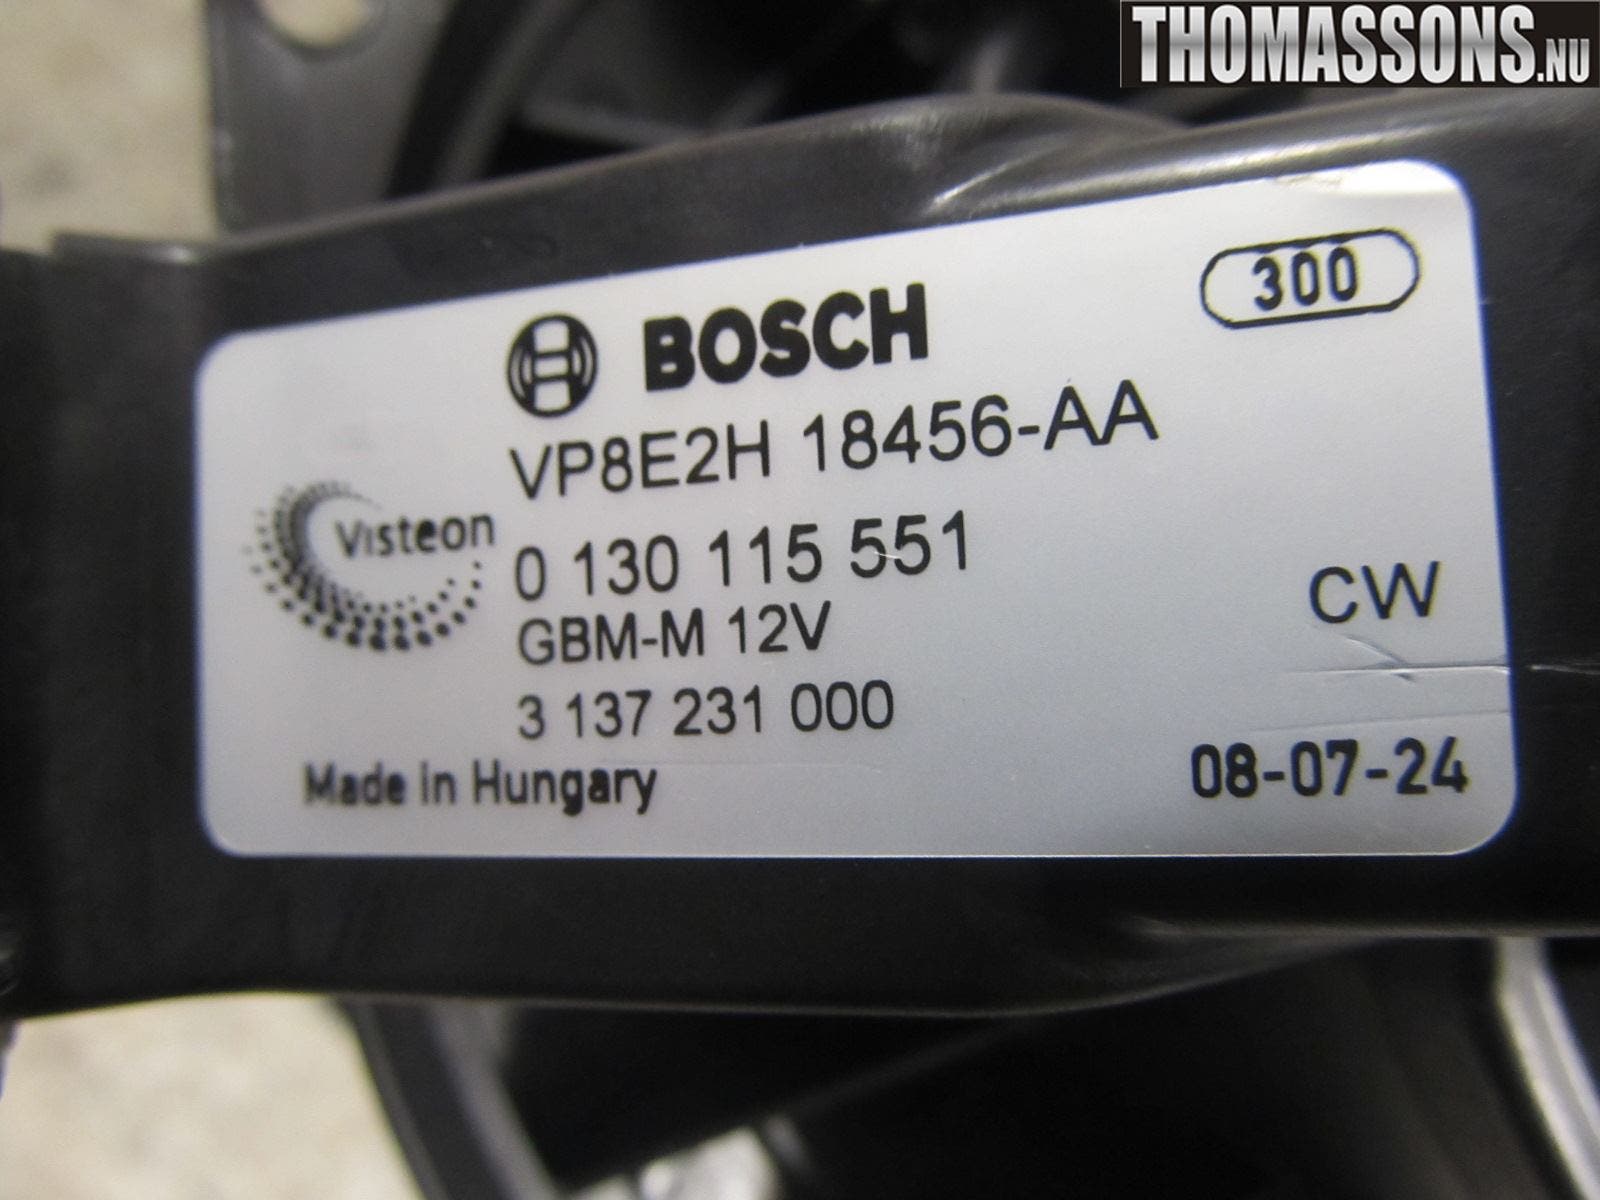 THOMASSONS.NU
300
BOSCH
VP8E2H 18456-AA
Visteon
0 130 115 551
GBM-M 12V
CW
3 137 231 000
Made in Hungary
08-07-24